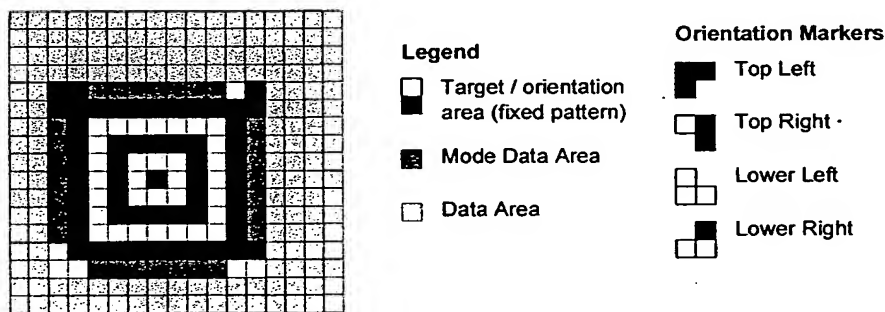 Legend
Target / orientation
area (fixed pattern)
Mode Data Area
Data Area
Orientation Markers
Top Left
Top Right
Lower Left
Lower Right